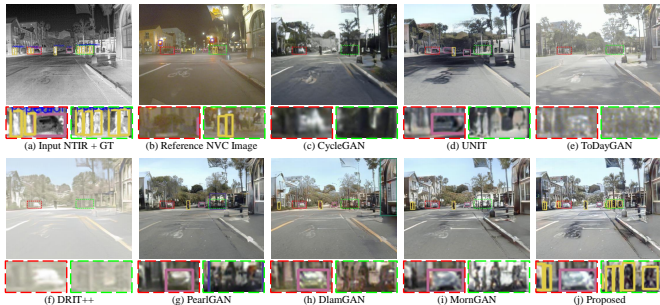 (a) Input NTIR + GT
(b) Reference NVC Image
(c) CycleGAN
(d) UNIT
(e) ToDayGAN
(f) DRIT++
(g) PearlGAN
(h) DlamGAN
(i) MornGAN
(j) Proposed